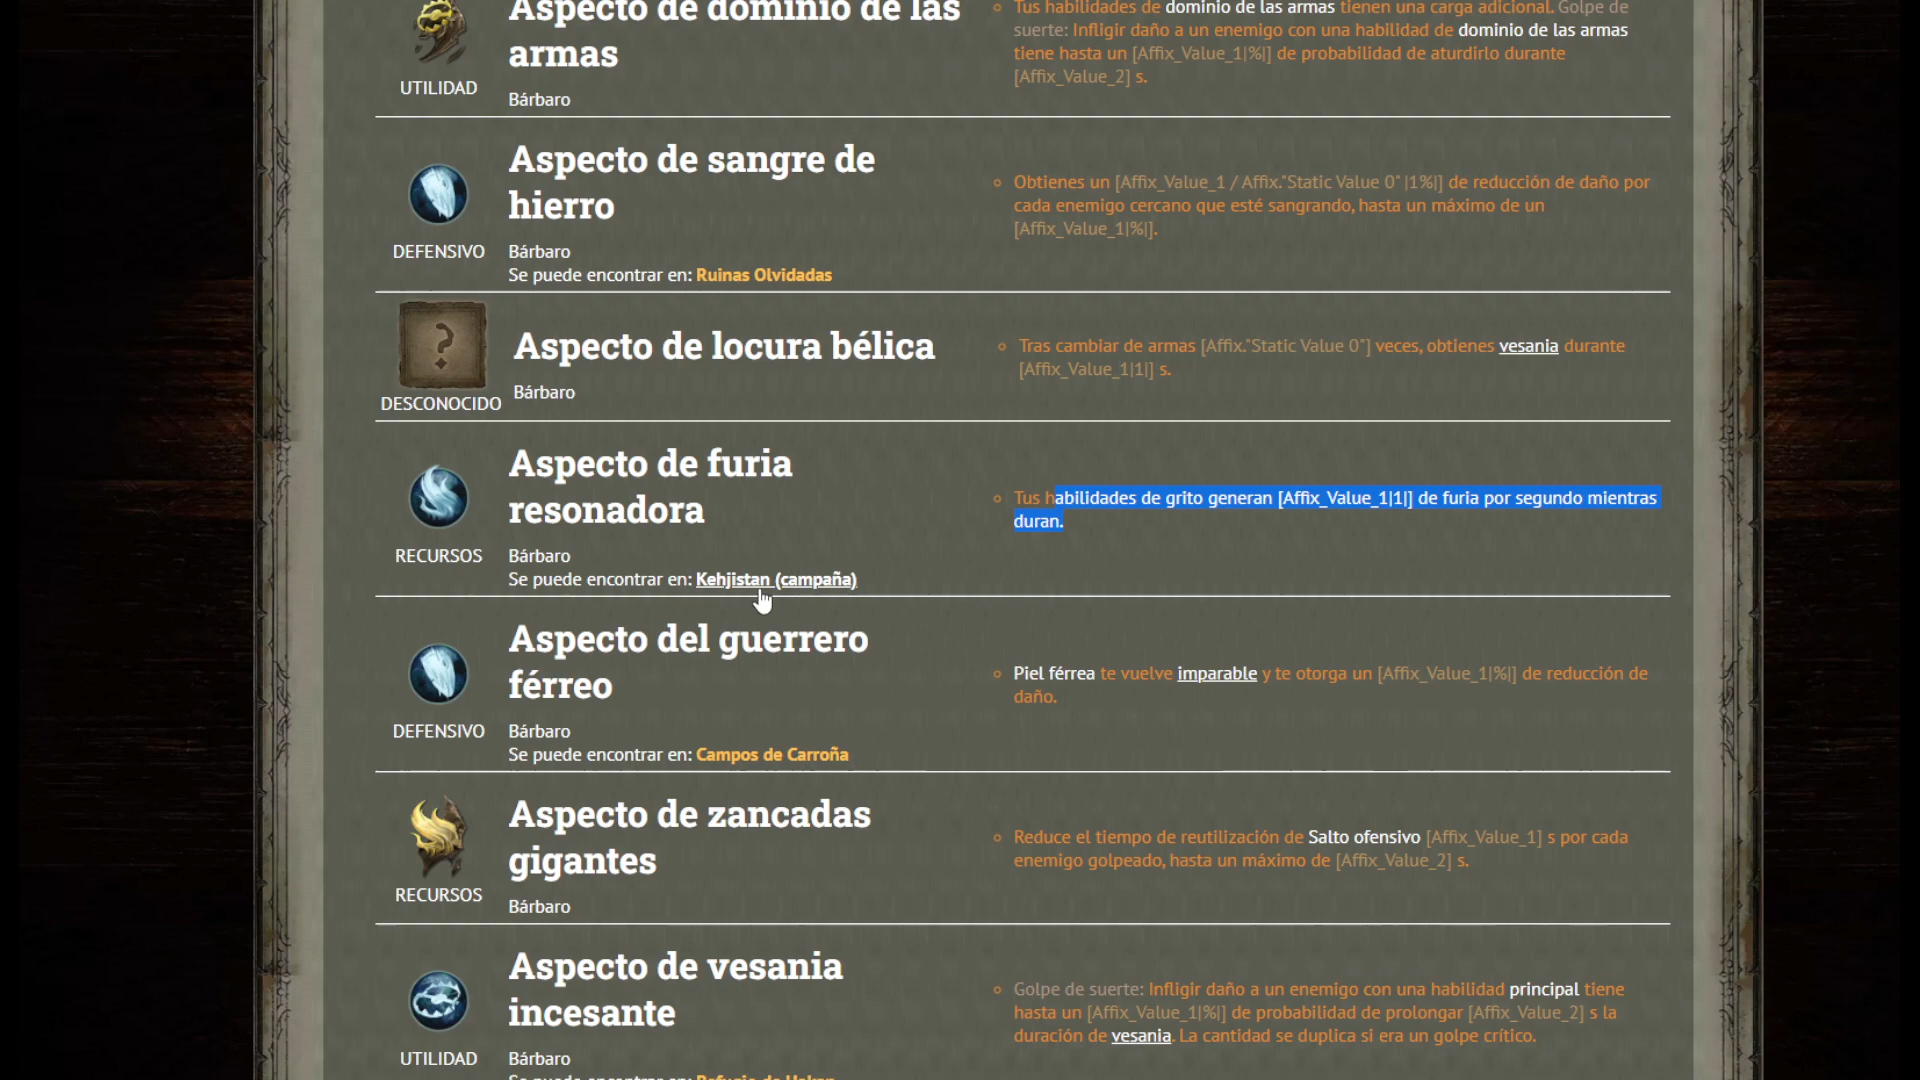 Aspecto de dominio de las
armas
UTILIDAD
Bárbaro
Tus habilidades de dominio de las armas tienen una carga adicional. Golpe de
suerte: Infligir daño a un enemigo con una habilidad de dominio de las armas
tiene hasta un [Affix_Value_1|%|] de probabilidad de aturdirlo durante
[Affix_Value_2] s.
Aspecto de sangre de
hierro
DEFENSIVO
Bárbaro
Se puede encontrar en: Ruinas Olvidadas
Obtienes un [Affix_Value_1 / Affix."Static Value 0" |1%|] de reducción de daño por
cada enemigo cercano que esté sangrando, hasta un máximo de un
[Affix_Value_1|%|].
Aspecto de locura bélica
DESCONOCIDO
Bárbaro
Tras cambiar de armas [Affix."Static Value 0"] veces, obtienes vesania durante
[Affix_Value_1|1|] s.
Aspecto de furia
resonadora
RECURSOS
Bárbaro
Se puede encontrar en: Kehjistan (campaña)
Tus habilidades de grito generan [Affix_Value_1|1|] de furia por segundo mientras
duran.
Aspecto del guerrero
férreo
DEFENSIVO
Bárbaro
Se puede encontrar en: Campos de Carroña
Piel férrea te vuelve imparable y te otorga un [Affix_Value_1|%|] de reducción de
daño.
Aspecto de zancadas
gigantes
RECURSOS
Bárbaro
Reduce el tiempo de reutilización de Salto ofensivo [Affix_Value_1] s por cada
enemigo golpeado, hasta un máximo de [Affix_Value_2] s.
Aspecto de vesania
incesante
UTILIDAD
Bárbaro
Se puede encontrar en: Refugio de Hakan
Golpe de suerte: Infligir daño a un enemigo con una habilidad principal tiene
hasta un [Affix_Value_1|%|] de probabilidad de prolongar [Affix_Value_2] s la
duración de vesania. La cantidad se duplica si era un golpe crítico.